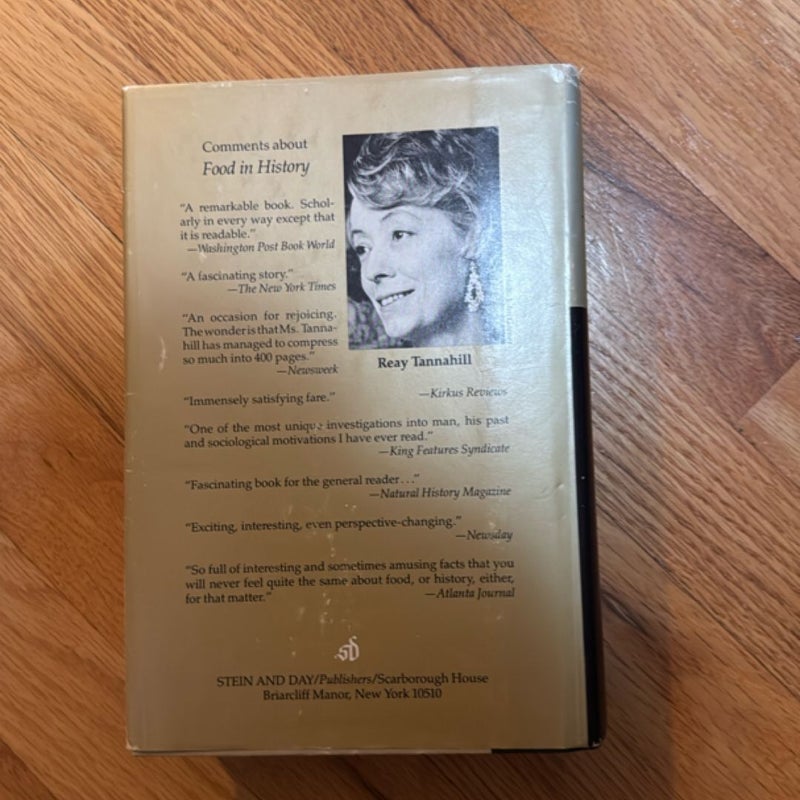 Comments about
Food in History
“A remarkable book. Schol-
arly in every way except that
it is readable.”
—Washington Post Book World
“A fascinating story.”
—The New York Times
“An occasion for rejoicing.
The wonder is that Ms. Tanna-
hill has managed to compress
so much into 400 pages.”
—Newsweek
Reay Tannahill
“Immensely satisfying fare.” —Kirkus Reviews
“One of the most unique investigations into man, his past
and sociological motivations I have ever read.”
—King Features Syndicate
“Fascinating book for the general reader . . .”
—Natural History Magazine
“Exciting, interesting, even perspective-changing.”
—Newsday
“So full of interesting and sometimes amusing facts that you
will never feel quite the same about food, or history, either,
for that matter.” —Atlanta Journal
sd
STEIN AND DAY/Publishers/Scarborough House
Briarcliff Manor, New York 10510